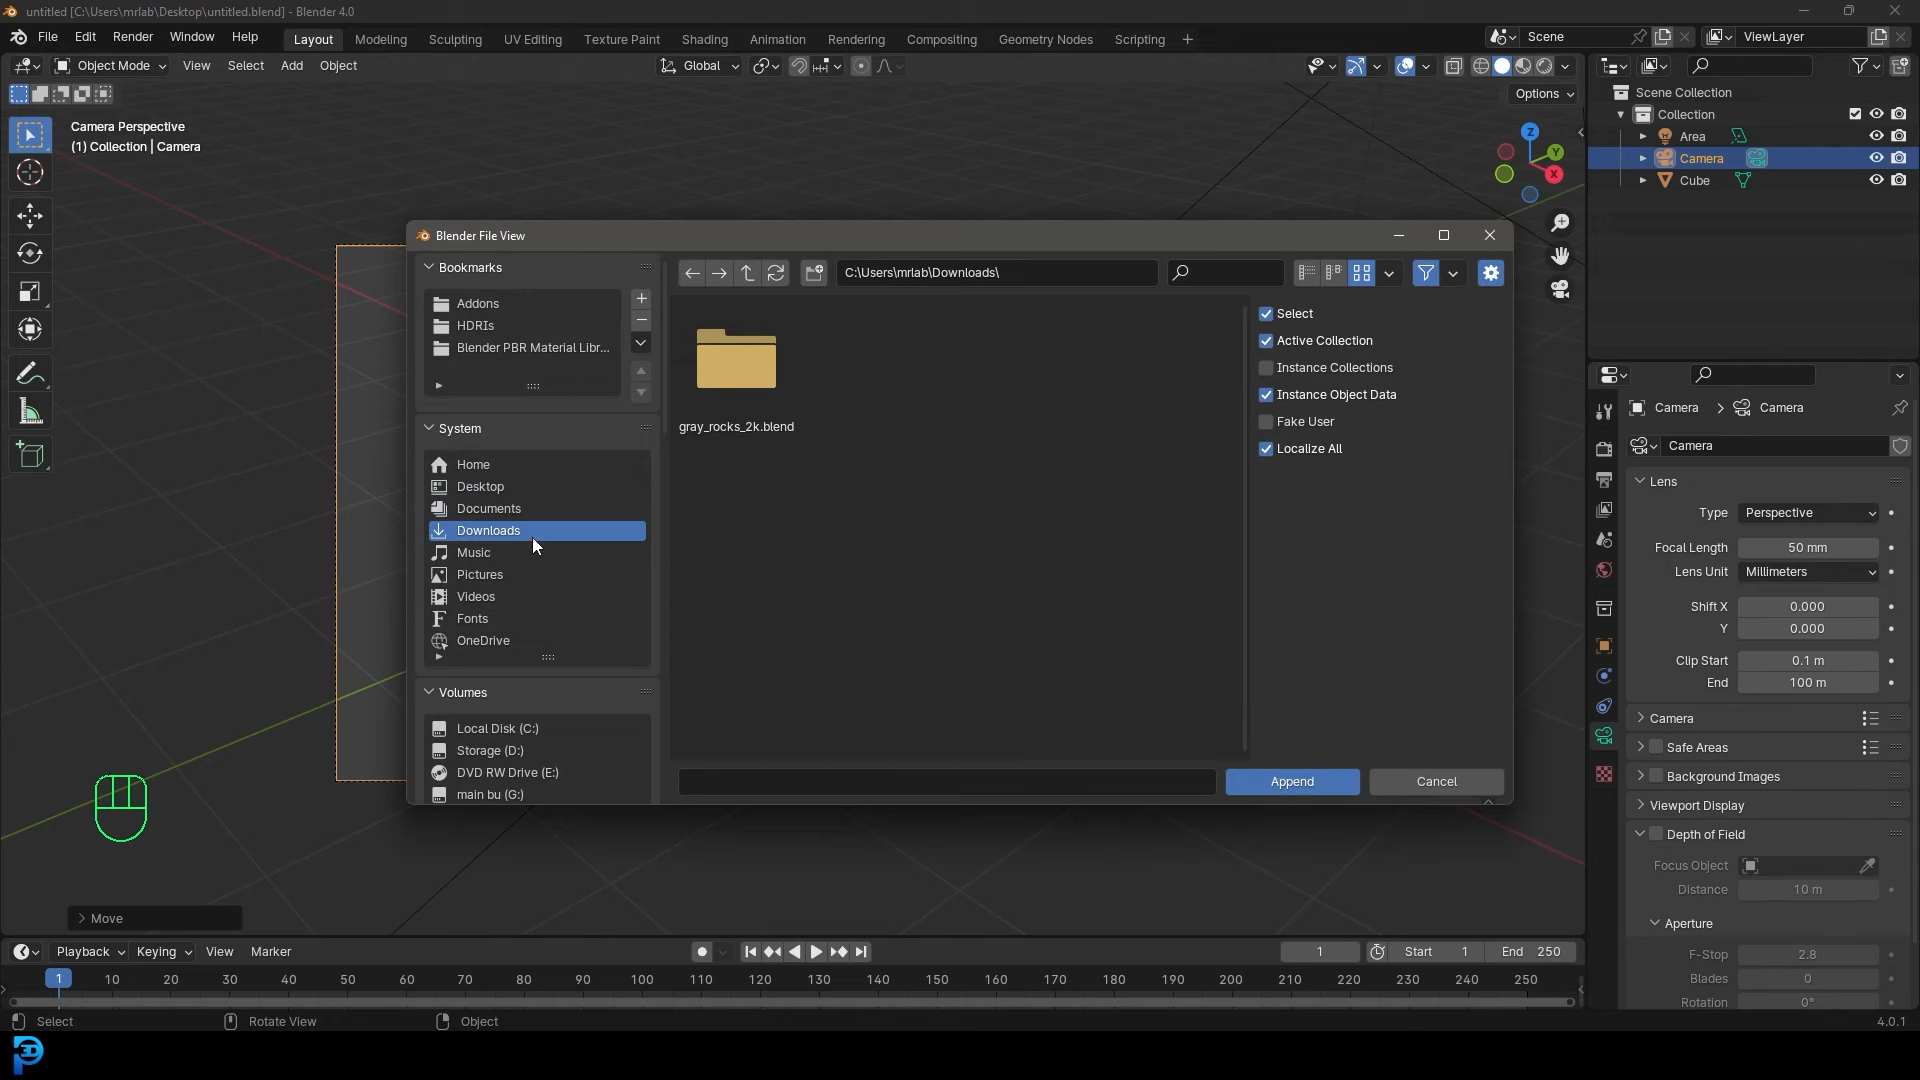 untitled [C:\Users\mrlab\Desktop\untitled.blend] - Blender 4.0
File Edit Render Window Help Layout Modeling Sculpting UV Editing Texture Paint Shading Animation Rendering Compositing Geometry Nodes Scripting + Scene ViewLayer
Object Mode View Select Add Object Global
Options
Camera Perspective
(1) Collection | Camera
Z
Y
X
Scene Collection
Collection
Area
Camera
Cube
Blender File View
Bookmarks
Addons
HDRIs
Blender PBR Material Libr...
System
Home
Desktop
Documents
Downloads
Music
Pictures
Videos
Fonts
OneDrive
Volumes
Local Disk (C:)
Storage (D:)
DVD RW Drive (E:)
main bu (G:)
C:\Users\mrlab\Downloads\
gray_rocks_2k.blend
Select
Active Collection
Instance Collections
Instance Object Data
Fake User
Localize All
Append Cancel
Camera > Camera
Camera
Lens
Type Perspective
Focal Length 50 mm
Lens Unit Millimeters
Shift X 0.000
Y 0.000
Clip Start 0.1 m
End 100 m
Camera
Safe Areas
Background Images
Viewport Display
Depth of Field
Focus Object
Distance 10 m
Aperture
F-Stop 2.8
Blades 0
Rotation 0°
Move
Playback Keying View Marker 1 Start 1 End 250
1 10 20 30 40 50 60 70 80 90 100 110 120 130 140 150 160 170 180 190 200 210 220 230 240 250
Select Rotate View Object 4.0.1